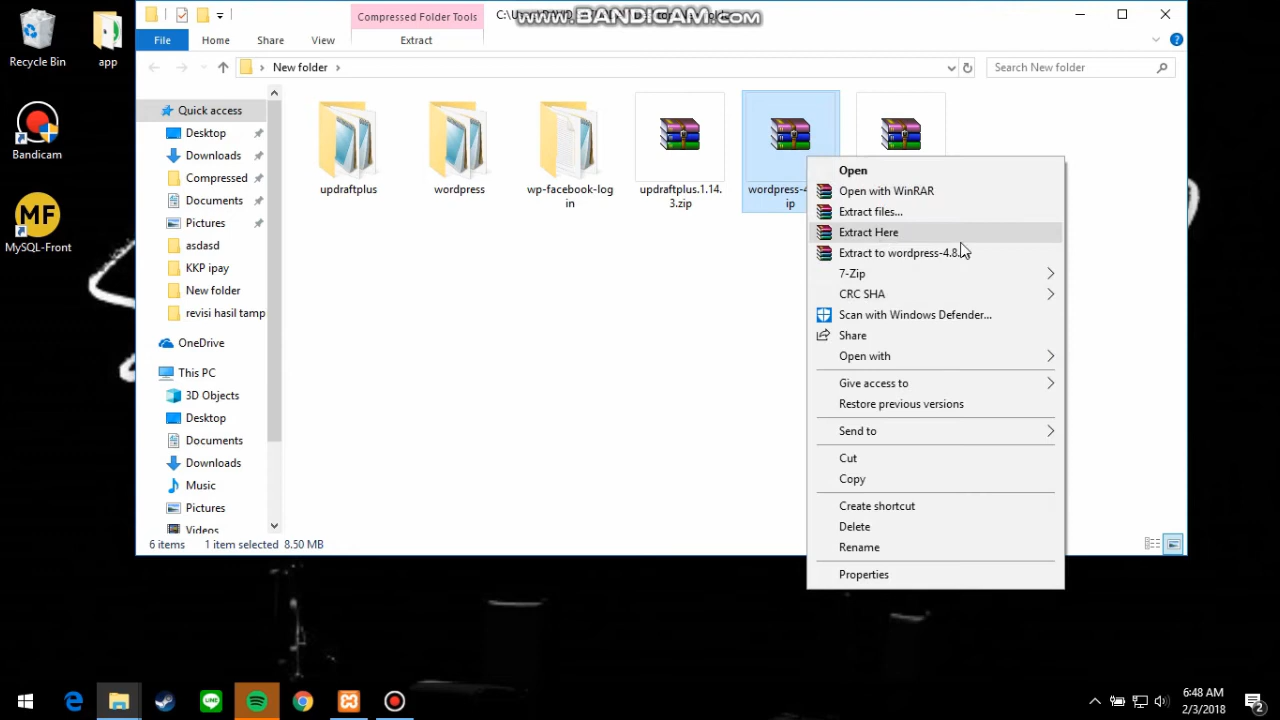 Recycle Bin
app
Bandicam
MySQL-Front
Compressed Folder Tools
C:\Users
www.BANDICAM.com
File
Home
Share
View
Extract
New folder
Search New folder
Quick access
Desktop
Downloads
Compressed
Documents
Pictures
asdasd
KKP ipay
New folder
revisi hasil tamp
OneDrive
This PC
3D Objects
Desktop
Documents
Downloads
Music
Pictures
Videos
updraftplus
wordpress
wp-facebook-log
in
updraftplus.1.14.
3.zip
wordpress-4
ip
Open
Open with WinRAR
Extract files...
Extract Here
Extract to wordpress-4.8.
7-Zip
CRC SHA
Scan with Windows Defender...
Share
Open with
Give access to
Restore previous versions
Send to
Cut
Copy
Create shortcut
Delete
Rename
Properties
6 items
1 item selected 8.50 MB
LINE
6:48 AM
2/3/2018
2